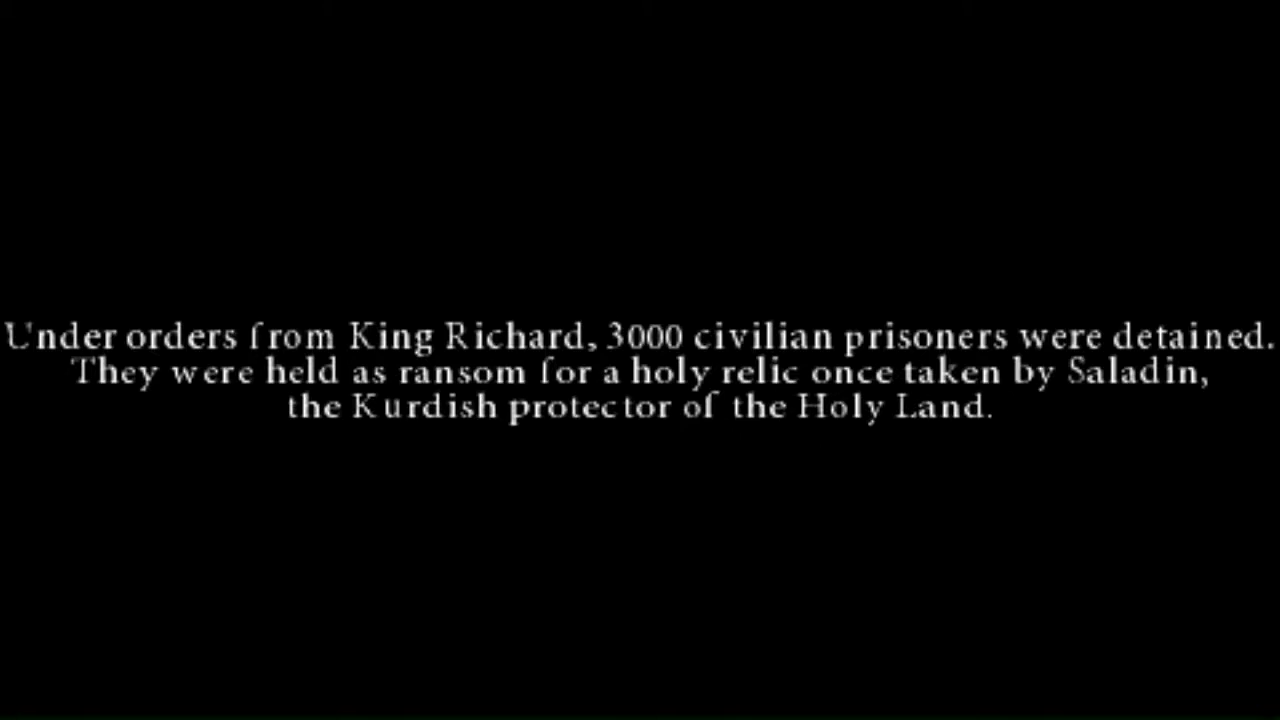 Under orders from King Richard, 3000 civilian prisoners were detained.
They were held as ransom for a holy relic once taken by Saladin,
the Kurdish protector of the Holy Land.